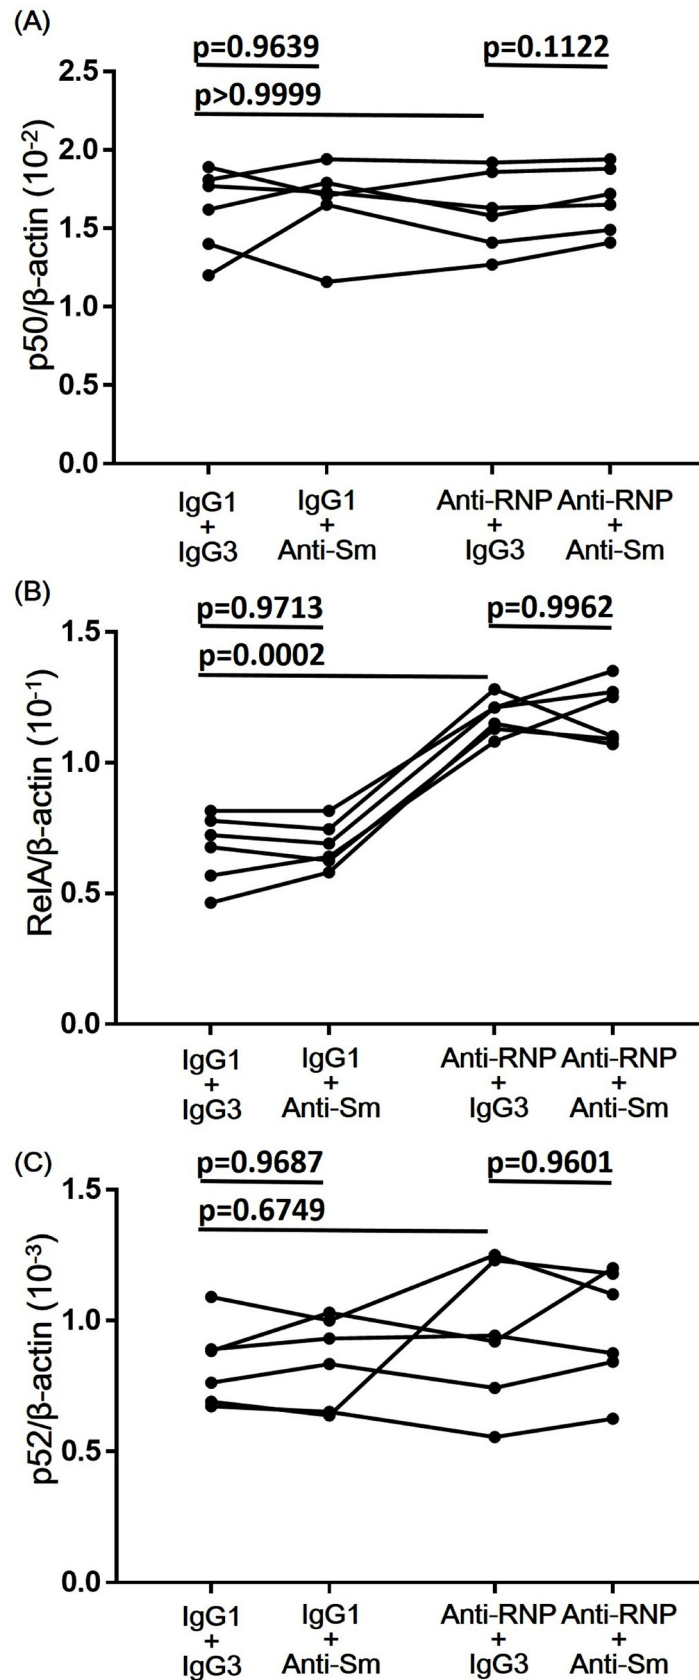 (A)
p=0.9639 p=0.1122
p>0.9999
p50/β-actin (10⁻²)
2.5
2.0
1.5
1.0
0.5
0.0
IgG1 IgG1 Anti-RNP Anti-RNP
+ + + +
IgG3 Anti-Sm IgG3 Anti-Sm
(B)
p=0.9713 p=0.9962
p=0.0002
RelA/β-actin (10⁻¹)
1.5
1.0
0.5
0.0
IgG1 IgG1 Anti-RNP Anti-RNP
+ + + +
IgG3 Anti-Sm IgG3 Anti-Sm
(C)
p=0.9687 p=0.9601
p=0.6749
p52/β-actin (10⁻³)
1.5
1.0
0.5
0.0
IgG1 IgG1 Anti-RNP Anti-RNP
+ + + +
IgG3 Anti-Sm IgG3 Anti-Sm